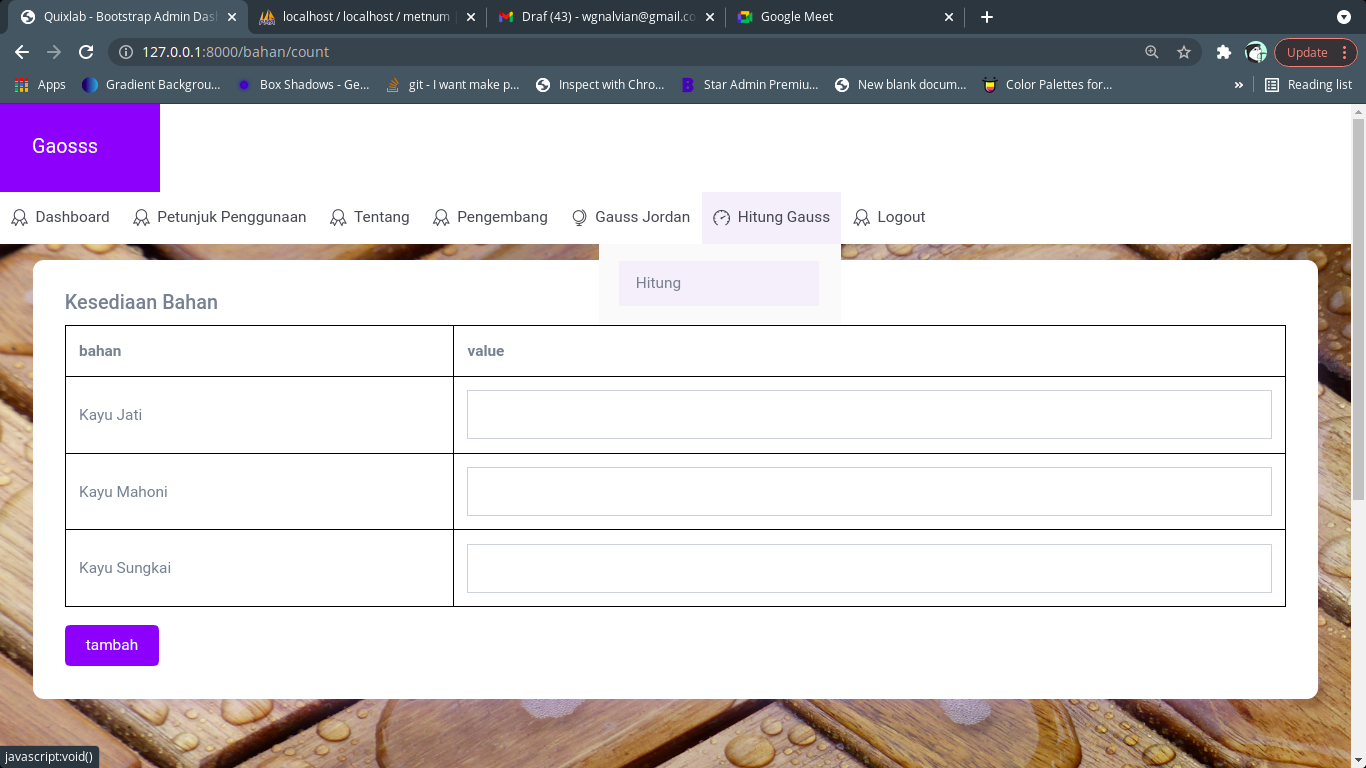 Quixlab - Bootstrap Admin Das
localhost / localhost / metnum
Draf (43) - wgnalvian@gmail.co
Google Meet
127.0.0.1:8000/bahan/count
Update
Apps
Gradient Backgrou...
Box Shadows - Ge...
git - I want make p...
Inspect with Chro...
Star Admin Premiu...
New blank docum...
Color Palettes for...
»
Reading list
Gaosss
Dashboard
Petunjuk Penggunaan
Tentang
Pengembang
Gauss Jordan
Hitung Gauss
Logout
Hitung
Kesediaan Bahan
bahan
value
Kayu Jati
Kayu Mahoni
Kayu Sungkai
tambah
javascript:void()